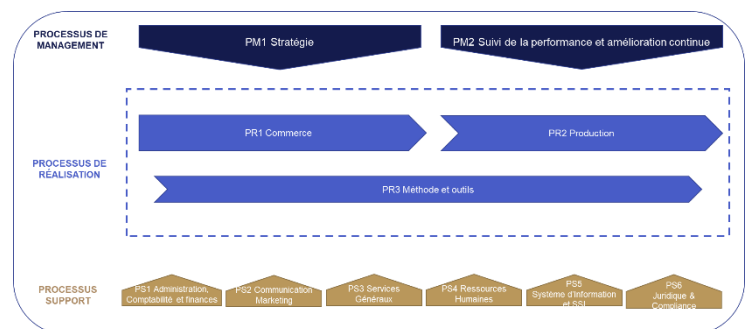 PROCESSUS DE
MANAGEMENT
PM1 Stratégie
PM2 Suivi de la performance et amélioration continue
PROCESSUS DE
RÉALISATION
PR1 Commerce
PR2 Production
PR3 Méthode et outils
PROCESSUS
SUPPORT
PS1 Administration,
Comptabilité et finances
PS2 Communication
Marketing
PS3 Services
Généraux
PS4 Ressources
Humaines
PS5
Système d'Information
et SSI
PS6
Juridique &
Compliance